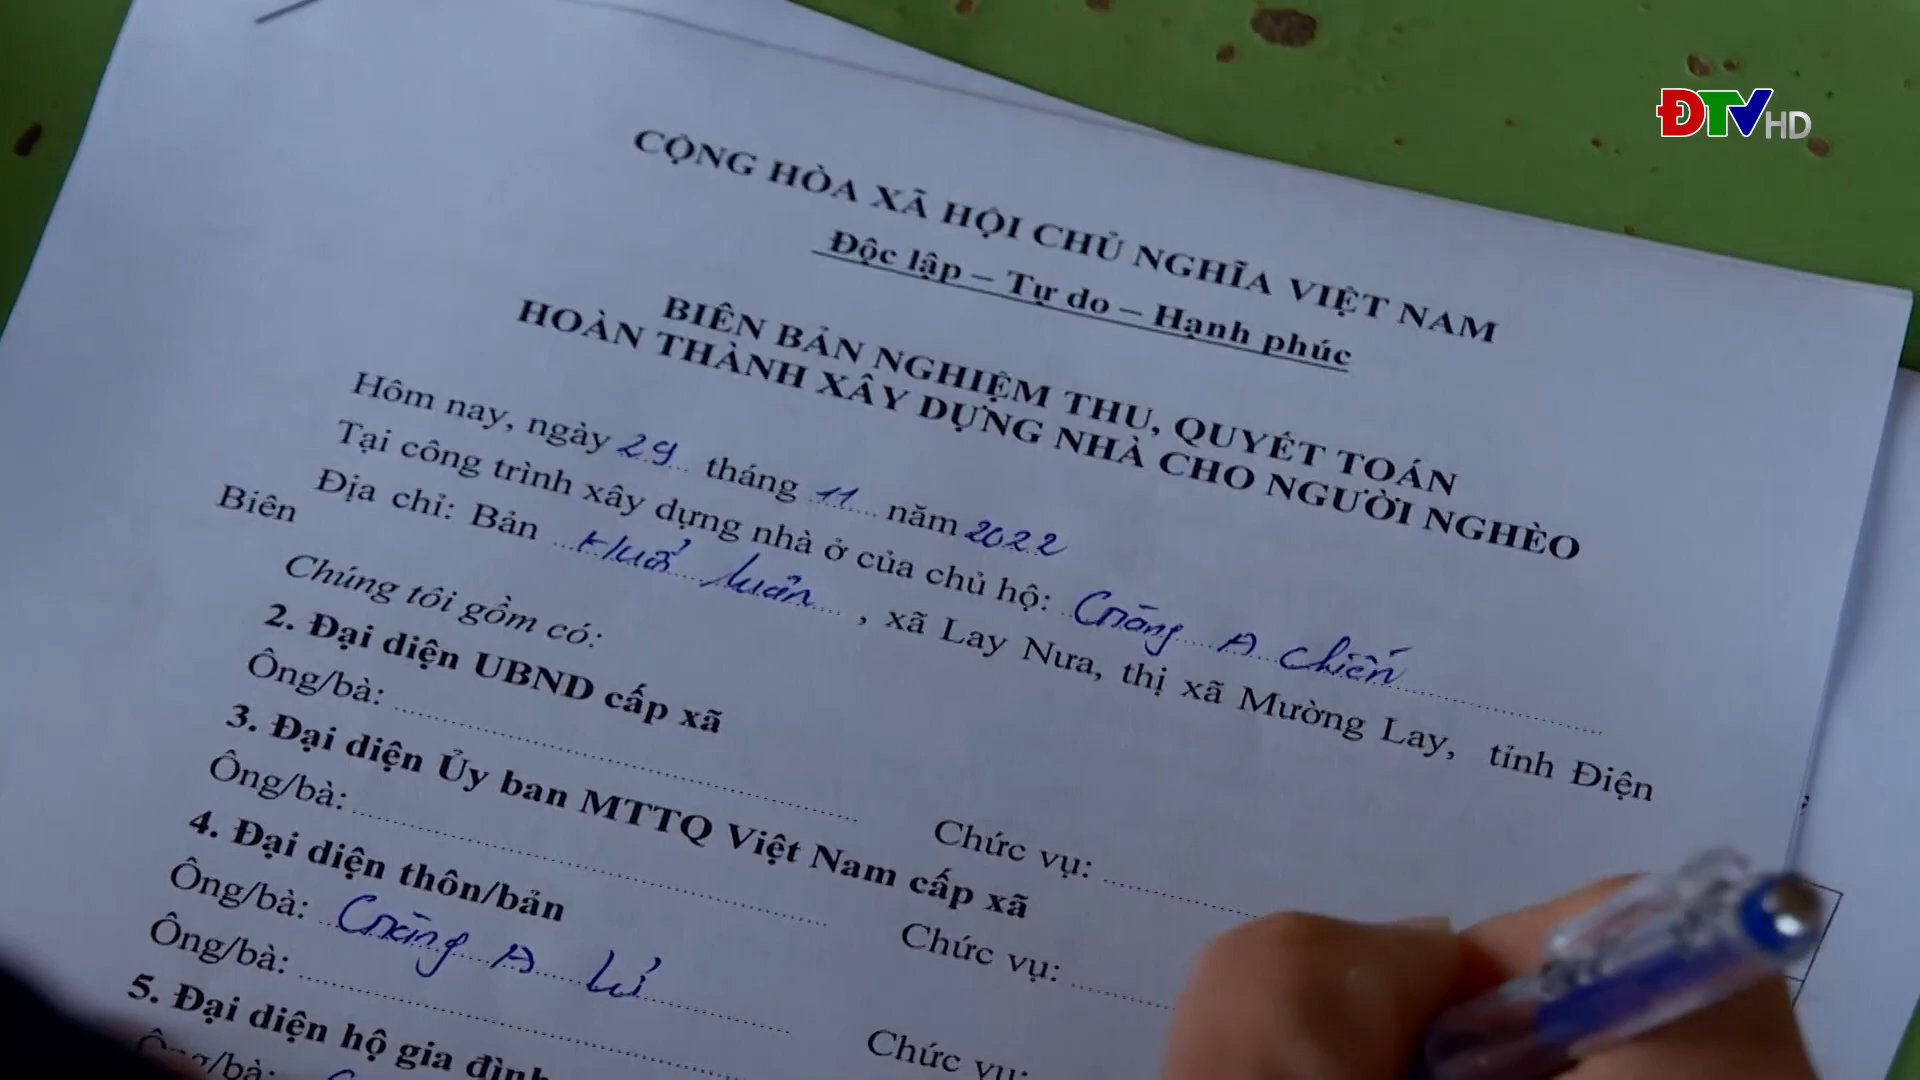 ĐTV HD
CỘNG HÒA XÃ HỘI CHỦ NGHĨA VIỆT NAM
Độc lập – Tự do – Hạnh phúc
BIÊN BẢN NGHIỆM THU, QUYẾT TOÁN
HOÀN THÀNH XÂY DỰNG NHÀ CHO NGƯỜI NGHÈO
Hôm nay, ngày 29 tháng 11 năm 2022
Tại công trình xây dựng nhà ở của chủ hộ: Cháng A Chiến
Địa chỉ: Bản , xã Lay Nưa, thị xã Mường Lay, tỉnh Điện
Biên
Chúng tôi gồm có:
2. Đại diện UBND cấp xã
Ông/bà: Chức vụ:
3. Đại diện Ủy ban MTTQ Việt Nam cấp xã
Ông/bà: Chức vụ:
4. Đại diện thôn/bản
Ông/bà: A Chức vụ:
Ông/bà:
5. Đại diện hộ gia đình
Ông/bà: